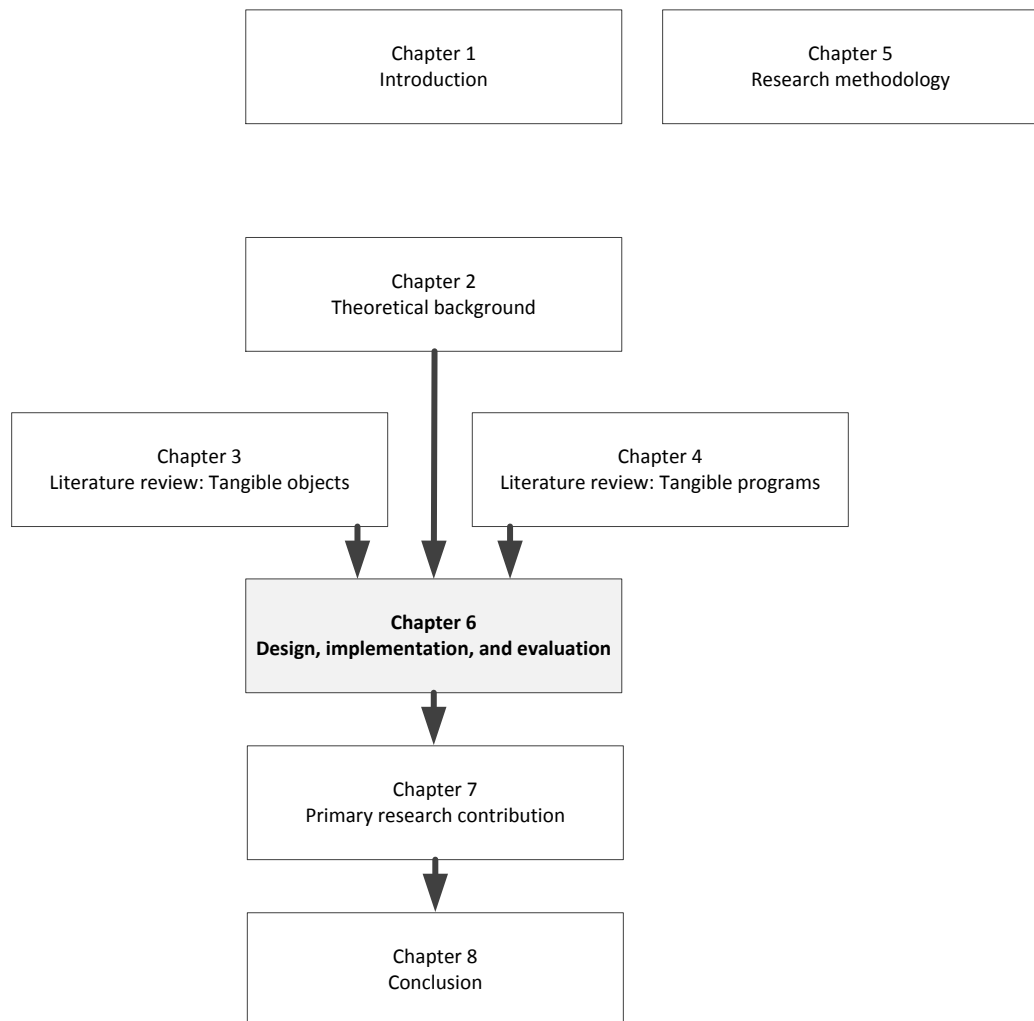 Chapter 1
Introduction
Chapter 5
Research methodology
Chapter 2
Theoretical background
Chapter 3
Literature review: Tangible objects
Chapter 4
Literature review: Tangible programs
Chapter 6
Design, implementation, and evaluation
Chapter 7
Primary research contribution
Chapter 8
Conclusion